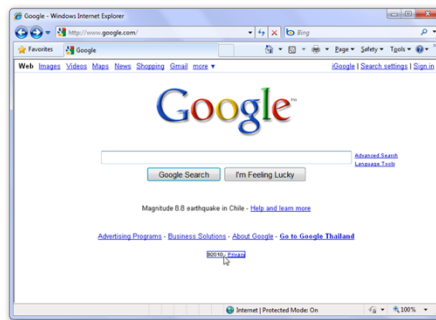 Google - Windows Internet Explorer
http://www.google.com/
Bing
Favorites Google Page Safety Tools
Web Images Videos Maps News Shopping Gmail more ▼ iGoogle | Search settings | Sign in
Google™
Advanced Search
Language Tools
Google Search I'm Feeling Lucky
Magnitude 8.8 earthquake in Chile - Help and learn more
Advertising Programs - Business Solutions - About Google - Go to Google Thailand
©2010 - Privacy
Internet | Protected Mode: On 100%